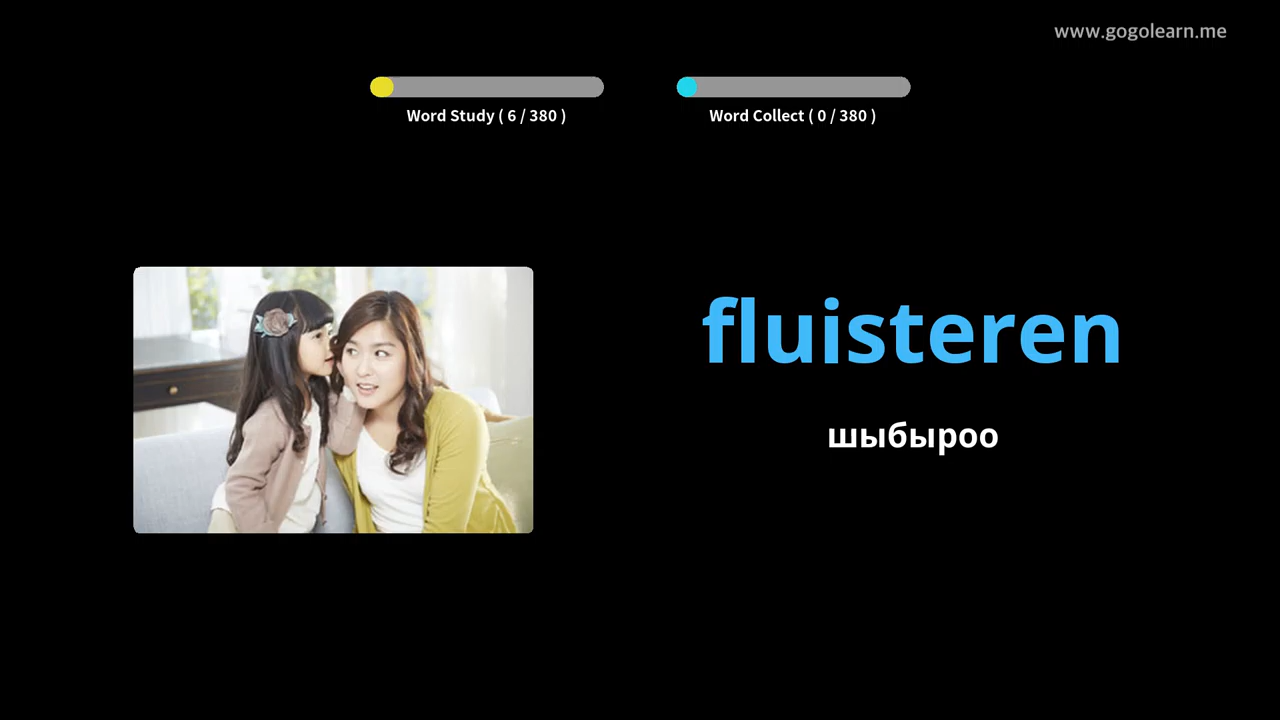 www.gogolearn.me
Word Study ( 6 / 380 )
Word Collect ( 0 / 380 )
fluisteren
шыбыроо